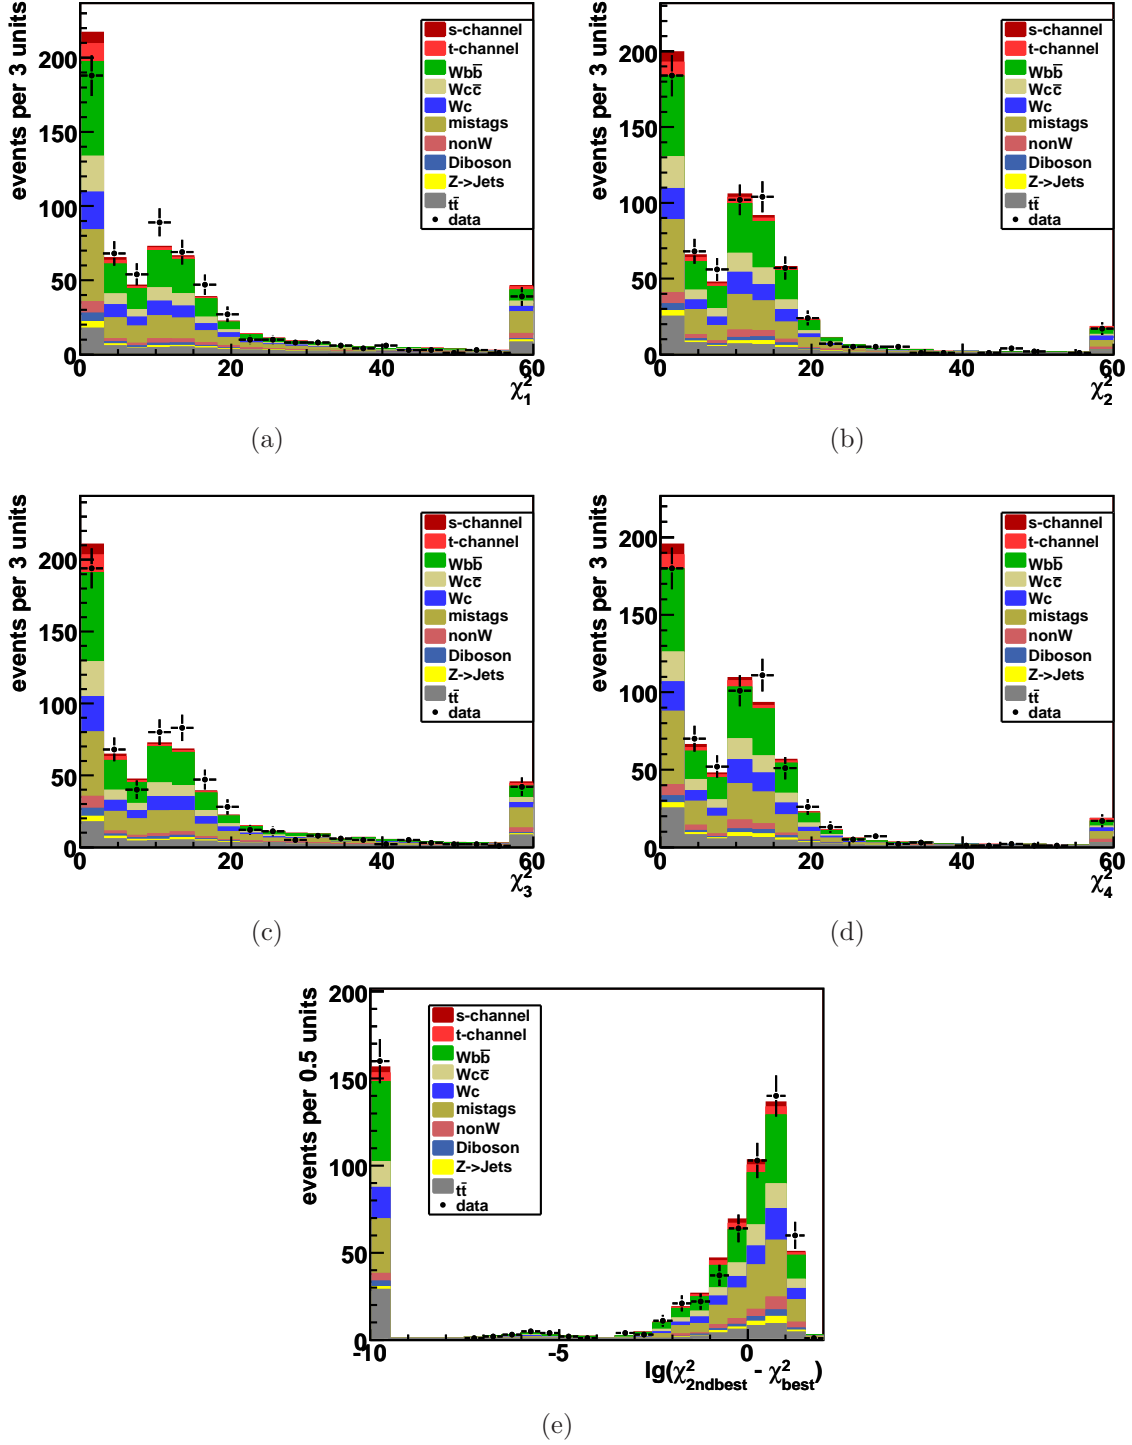 events per 3 units
200
150
100
50
0
0 20 40 60
χ²₁
s-channel
t-channel
Wbb̄
Wcc̄
Wc
mistags
nonW
Diboson
Z->Jets
tt̄
data
(a)
events per 3 units
200
150
100
50
0
0 20 40 60
χ²₂
s-channel
t-channel
Wbb̄
Wcc̄
Wc
mistags
nonW
Diboson
Z->Jets
tt̄
data
(b)
events per 3 units
200
150
100
50
0
0 20 40 60
χ²₃
s-channel
t-channel
Wbb̄
Wcc̄
Wc
mistags
nonW
Diboson
Z->Jets
tt̄
data
(c)
events per 3 units
200
150
100
50
0
0 20 40 60
χ²₄
s-channel
t-channel
Wbb̄
Wcc̄
Wc
mistags
nonW
Diboson
Z->Jets
tt̄
data
(d)
events per 0.5 units
200
150
100
50
0
-10 -5 0
lg(χ²2ndbest - χ²best)
s-channel
t-channel
Wbb̄
Wcc̄
Wc
mistags
nonW
Diboson
Z->Jets
tt̄
data
(e)